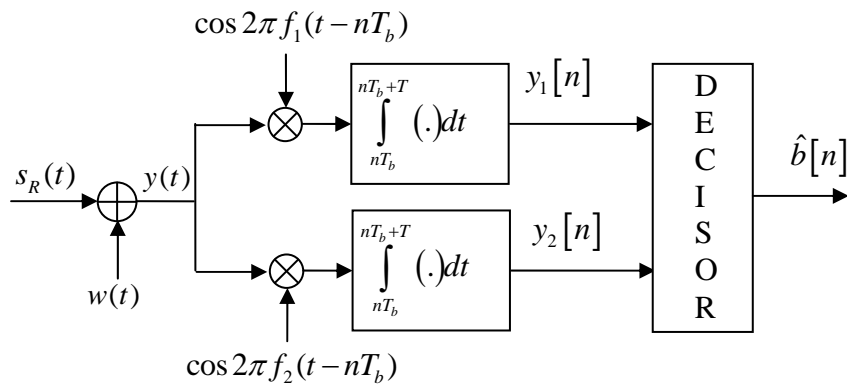 cos 2πf₁(t − nT_b)
∫_{nT_b}^{nT_b+T} (.)dt
y₁[n]
s_R(t)
y(t)
w(t)
∫_{nT_b}^{nT_b+T} (.)dt
y₂[n]
cos 2πf₂(t − nT_b)
D
E
C
I
S
O
R
b̂[n]